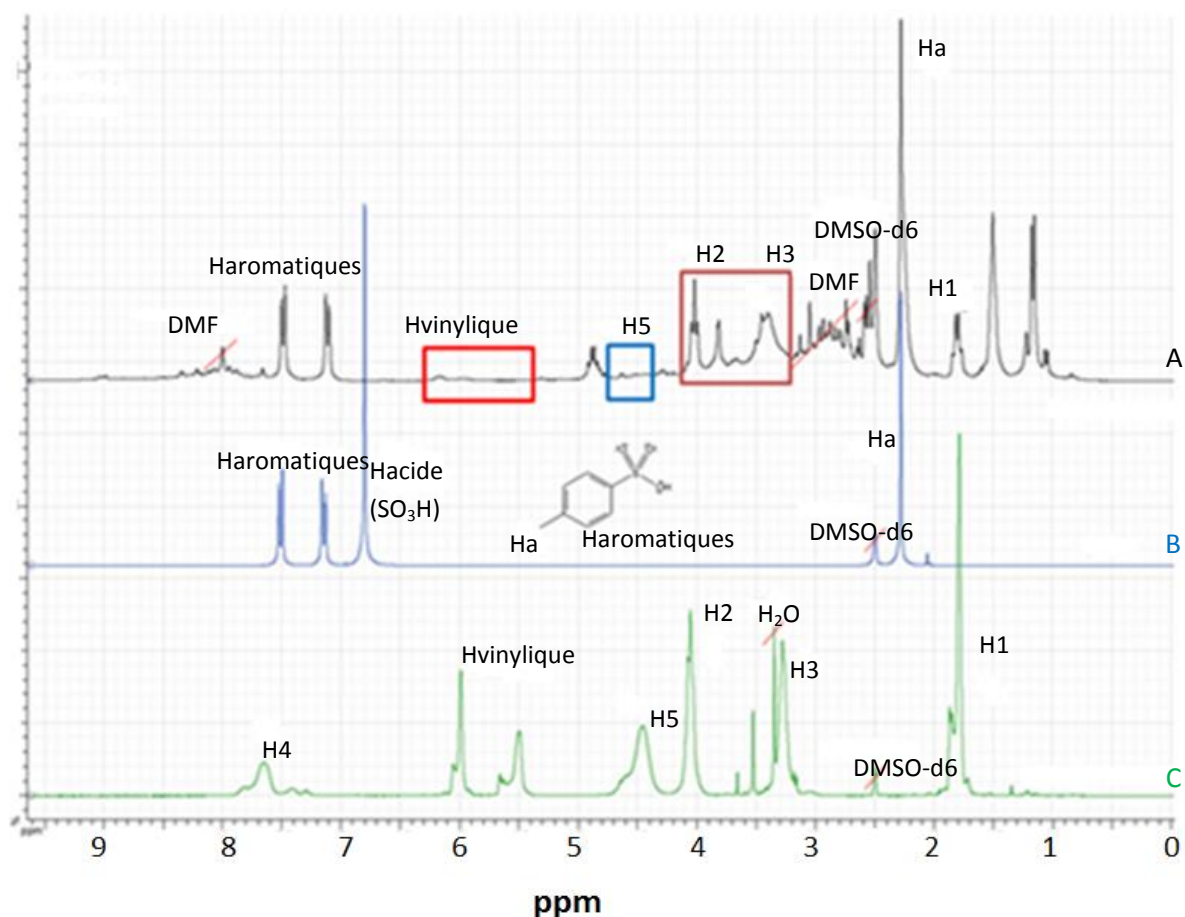 Ha
DMSO-d6
H2
H3
Haromatiques
DMF
H1
DMF
Hvinylique
H5
A
Ha
Haromatiques
Hacide
(SO₃H)
Ha
Haromatiques
DMSO-d6
B
H2
H₂O
Hvinylique
H3
H1
H5
H4
DMSO-d6
C
9 8 7 6 5 4 3 2 1 0
ppm